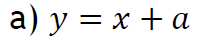 a) y = x + a